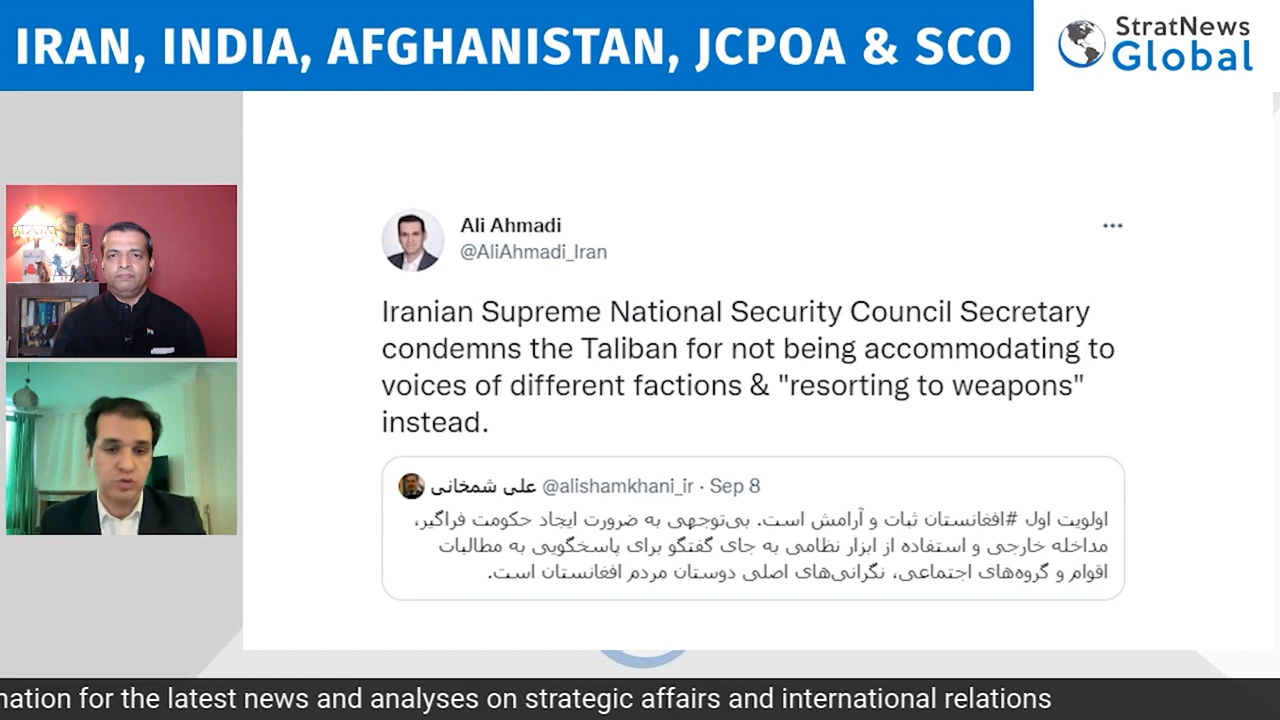 IRAN, INDIA, AFGHANISTAN, JCPOA & SCO
StratNews
Global
Ali Ahmadi
@AliAhmadi_Iran
Iranian Supreme National Security Council Secretary
condemns the Taliban for not being accommodating to
voices of different factions & "resorting to weapons"
instead.
علی شمخانی @alishamkhani_ir · Sep 8
اولویت اول #افغانستان ثبات و آرامش است. بی‌توجهی به ضرورت ایجاد حکومت فراگیر،
مداخله خارجی و استفاده از ابزار نظامی به جای گفتگو برای پاسخگویی به مطالبات
اقوام و گروه‌های اجتماعی، نگرانی‌های اصلی دوستان مردم افغانستان است.
nation for the latest news and analyses on strategic affairs and international relations